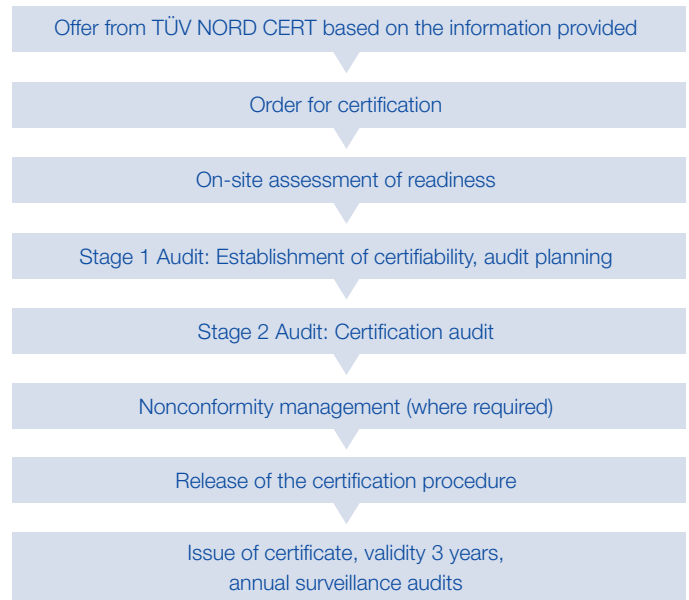 Offer from TÜV NORD CERT based on the information provided
Order for certification
On-site assessment of readiness
Stage 1 Audit: Establishment of certifiability, audit planning
Stage 2 Audit: Certification audit
Nonconformity management (where required)
Release of the certification procedure
Issue of certificate, validity 3 years,
annual surveillance audits